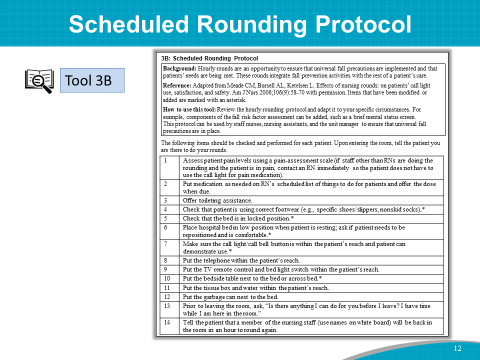 Scheduled Rounding Protocol
Tool 3B
3B: Scheduled Rounding Protocol
Background: Hourly rounds are an opportunity to ensure that universal fall precautions are implemented and that
patients' needs are being met. These rounds integrate fall prevention activities with the rest of a patient's care.
Reference: Adapted from Meade CM, Bursell AL, Ketelsen L. Effects of nursing rounds: on patients' call light
use, satisfaction, and safety. Am J Nurs 2006;106(9):58-70 with permission. Items that have been modified or
added are marked with an asterisk.
How to use this tool: Review the hourly rounding protocol and adapt it to your specific circumstances. For
example, components of the fall risk factor assessment can be added, such as a brief mental status screen.
This protocol can be used by staff nurses, nursing assistants, and the unit manager to ensure that universal fall
precautions are in place.
The following items should be checked and performed for each patient. Upon entering the room, tell the patient you
are there to do your rounds.
1 Assess patient pain levels using a pain-assessment scale (if staff other than RNs are doing the
rounding and the patient is in pain, contact an RN immediately so the patient does not have to
use the call light for pain medication).
2 Put medication as needed on RN's scheduled list of things to do for patients and offer the dose
when due.
3 Offer toileting assistance.
4 Check that patient is using correct footwear (e.g., specific shoes/slippers, nonskid socks).*
5 Check that the bed is in locked position.*
6 Place hospital bed in low position when patient is resting; ask if patient needs to be
repositioned and is comfortable.*
7 Make sure the call light/call bell button is within the patient's reach and patient can
demonstrate use.*
8 Put the telephone within the patient's reach.
9 Put the TV remote control and bed light switch within the patient's reach.
10 Put the bedside table next to the bed or across bed.*
11 Put the tissue box and water within the patient's reach.
12 Put the garbage can next to the bed.
13 Prior to leaving the room, ask, "Is there anything I can do for you before I leave? I have time
while I am here in the room."
14 Tell the patient that a member of the nursing staff (use names on white board) will be back in
the room in an hour to round again.
12